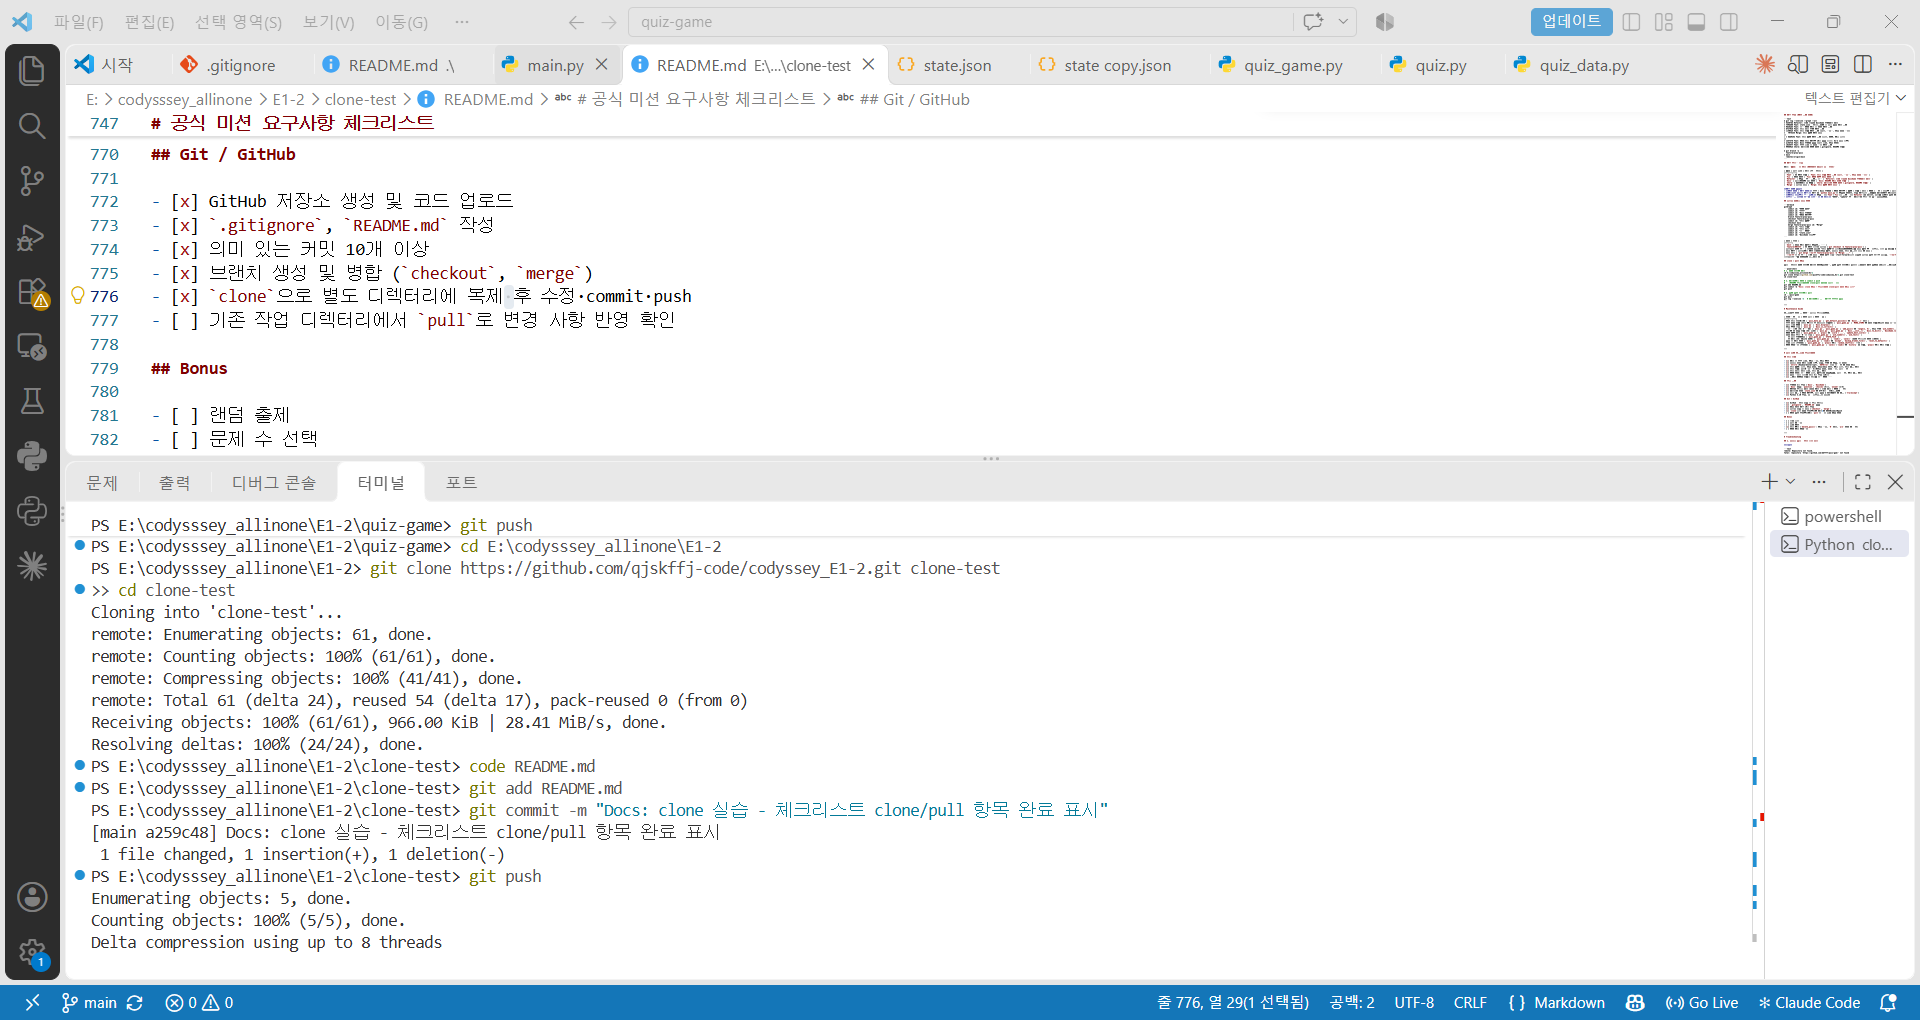 파일(F) 편집(E) 선택 영역(S) 보기(V) 이동(G) ··· quiz-game 업데이트
시작 .gitignore README.md .\ main.py README.md E:\...\clone-test state.json state copy.json quiz_game.py quiz.py quiz_data.py
E: > codysssey_allinone > E1-2 > clone-test > README.md > # 공식 미션 요구사항 체크리스트 > ## Git / GitHub 텍스트 편집기
747 # 공식 미션 요구사항 체크리스트
770 ## Git / GitHub
771
772 - [x] GitHub 저장소 생성 및 코드 업로드
773 - [x] `.gitignore`, `README.md` 작성
774 - [x] 의미 있는 커밋 10개 이상
775 - [x] 브랜치 생성 및 병합 (`checkout`, `merge`)
776 - [x] `clone`으로 별도 디렉터리에 복제·후 수정·commit·push
777 - [ ] 기존 작업 디렉터리에서 `pull`로 변경 사항 반영 확인
778
779 ## Bonus
780
781 - [ ] 랜덤 출제
782 - [ ] 문제 수 선택
문제 출력 디버그 콘솔 터미널 포트
powershell
Python clo...
PS E:\codysssey_allinone\E1-2\quiz-game> git push
PS E:\codysssey_allinone\E1-2\quiz-game> cd E:\codysssey_allinone\E1-2
PS E:\codysssey_allinone\E1-2> git clone https://github.com/qjskffj-code/codyssey_E1-2.git clone-test
>> cd clone-test
Cloning into 'clone-test'...
remote: Enumerating objects: 61, done.
remote: Counting objects: 100% (61/61), done.
remote: Compressing objects: 100% (41/41), done.
remote: Total 61 (delta 24), reused 54 (delta 17), pack-reused 0 (from 0)
Receiving objects: 100% (61/61), 966.00 KiB | 28.41 MiB/s, done.
Resolving deltas: 100% (24/24), done.
PS E:\codysssey_allinone\E1-2\clone-test> code README.md
PS E:\codysssey_allinone\E1-2\clone-test> git add README.md
PS E:\codysssey_allinone\E1-2\clone-test> git commit -m "Docs: clone 실습 - 체크리스트 clone/pull 항목 완료 표시"
[main a259c48] Docs: clone 실습 - 체크리스트 clone/pull 항목 완료 표시
1 file changed, 1 insertion(+), 1 deletion(-)
PS E:\codysssey_allinone\E1-2\clone-test> git push
Enumerating objects: 5, done.
Counting objects: 100% (5/5), done.
Delta compression using up to 8 threads
1
main 0 0 줄 776, 열 29(1 선택됨) 공백: 2 UTF-8 CRLF { } Markdown Go Live Claude Code